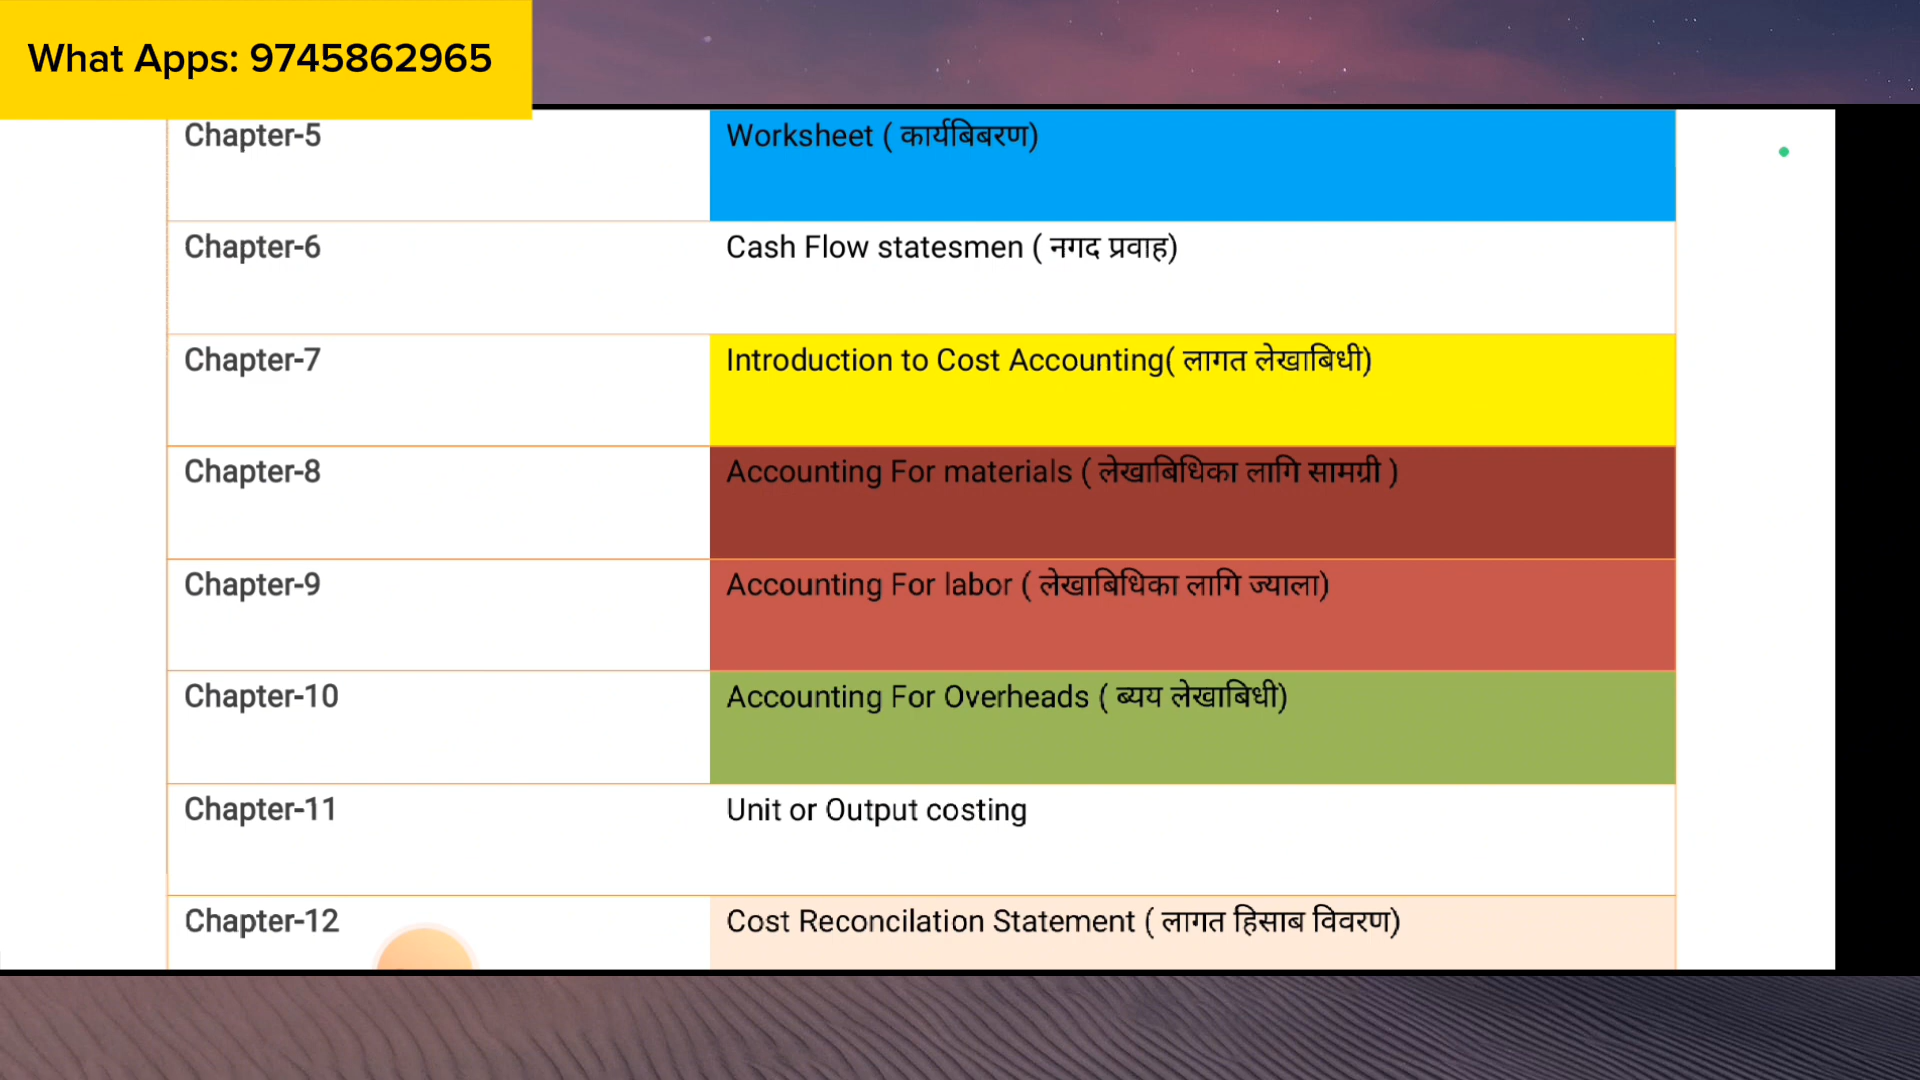 What Apps: 9745862965
Chapter-5 Worksheet ( कार्यबिबरण)
Chapter-6 Cash Flow statesmen ( नगद प्रवाह)
Chapter-7 Introduction to Cost Accounting( लागत लेखाबिधी)
Chapter-8 Accounting For materials ( लेखाबिधिका लागि सामग्री )
Chapter-9 Accounting For labor ( लेखाबिधिका लागि ज्याला)
Chapter-10 Accounting For Overheads ( ब्यय लेखाबिधी)
Chapter-11 Unit or Output costing
Chapter-12 Cost Reconcilation Statement ( लागत हिसाब विवरण)